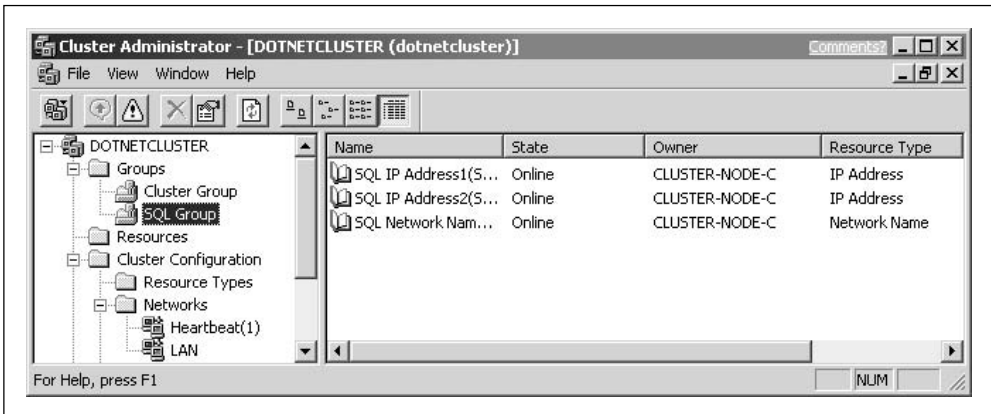 Cluster Administrator - [DOTNETCLUSTER (dotnetcluster)]
Comments?
File View Window Help
DOTNETCLUSTER
Groups
Cluster Group
SQL Group
Resources
Cluster Configuration
Resource Types
Networks
Heartbeat(1)
LAN
Name State Owner Resource Type
SQL IP Address1(S... Online CLUSTER-NODE-C IP Address
SQL IP Address2(S... Online CLUSTER-NODE-C IP Address
SQL Network Nam... Online CLUSTER-NODE-C Network Name
For Help, press F1
NUM